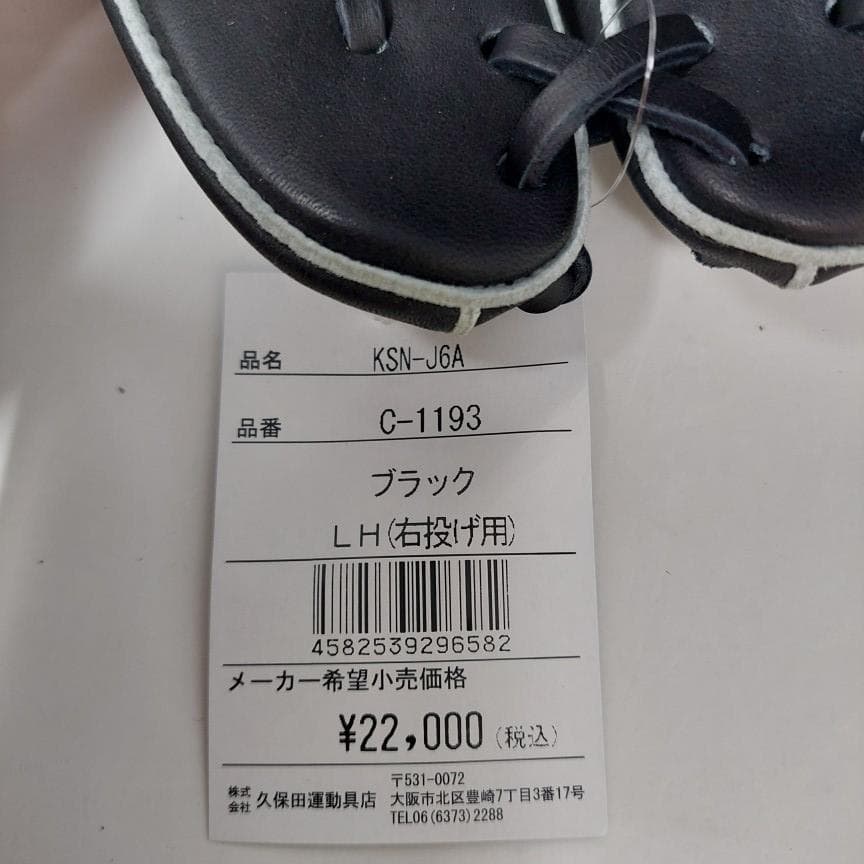 品名 KSN-J6A
品番 C-1193
ブラック
LH(右投げ用)
4582539296582
メーカー希望小売価格
¥22,000(税込)
株式会社 久保田運動具店
〒531-0072
大阪市北区豊崎7丁目3番17号
TEL06(6373)2288